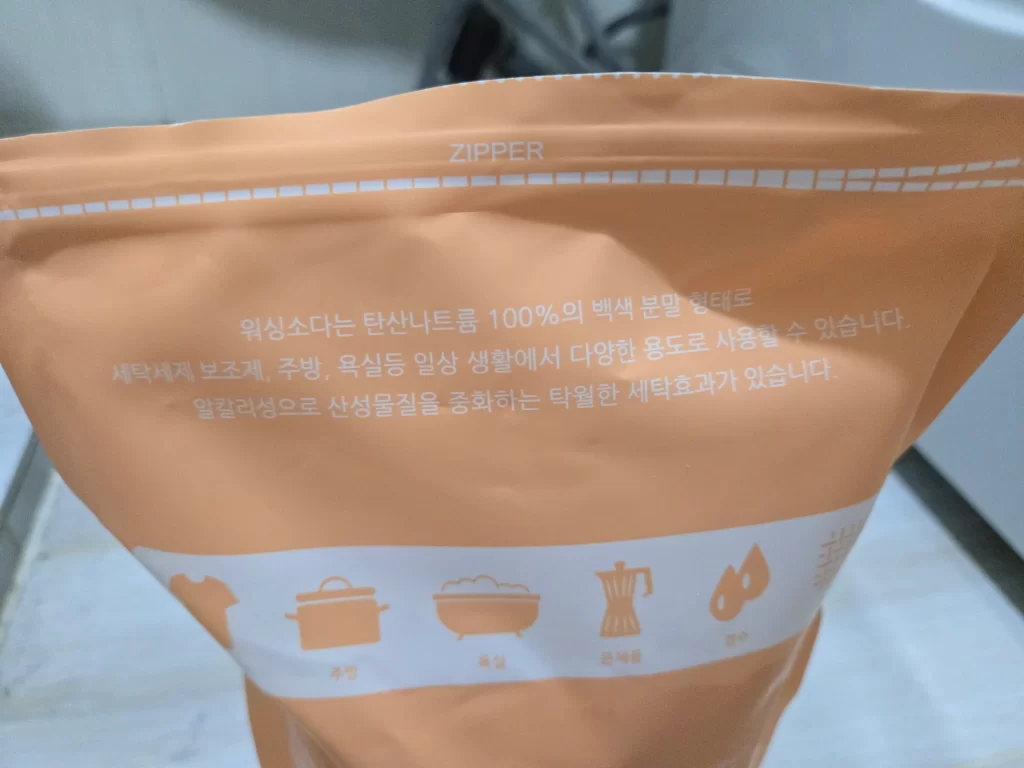 ZIPPER
워싱소다는 탄산나트륨 100%의 백색 분말 형태로
세탁세제 보조제, 주방, 욕실등 일상 생활에서 다양한 용도로 사용할 수 있습니다.
알칼리성으로 산성물질을 중화하는 탁월한 세탁효과가 있습니다.
주방
욕실